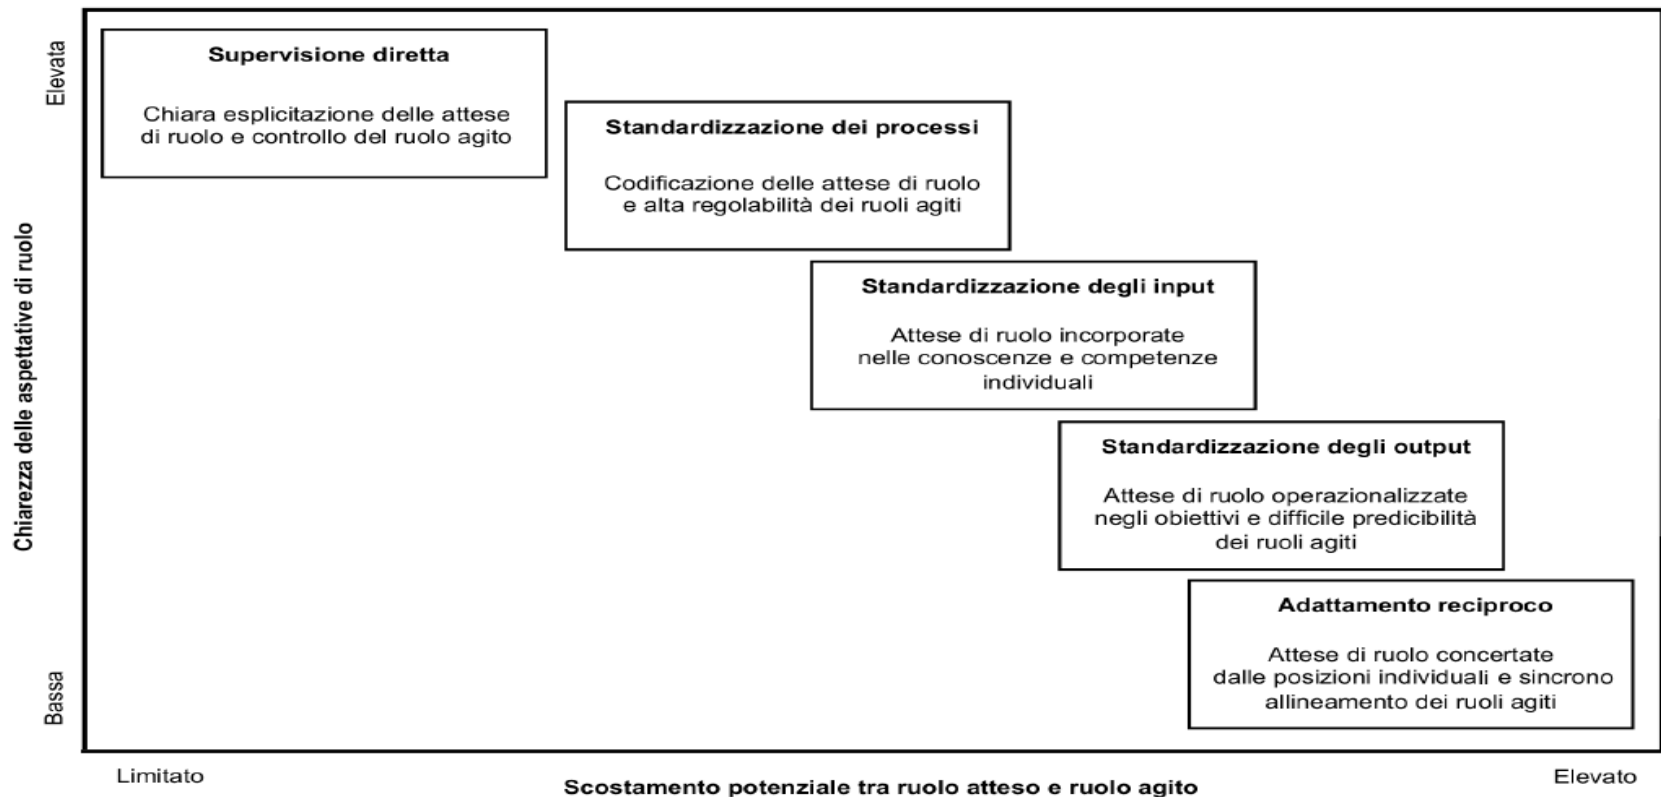 Elevata
Supervisione diretta
Chiara esplicitazione delle attese
di ruolo e controllo del ruolo agito
Standardizzazione dei processi
Codificazione delle attese di ruolo
e alta regolabilità dei ruoli agiti
Chiarezza delle aspettative di ruolo
Standardizzazione degli input
Attese di ruolo incorporate
nelle conoscenze e competenze
individuali
Standardizzazione degli output
Attese di ruolo operazionalizzate
negli obiettivi e difficile predicibilità
dei ruoli agiti
Adattamento reciproco
Attese di ruolo concertate
dalle posizioni individuali e sincrono
allineamento dei ruoli agiti
Bassa
Limitato
Scostamento potenziale tra ruolo atteso e ruolo agito
Elevato